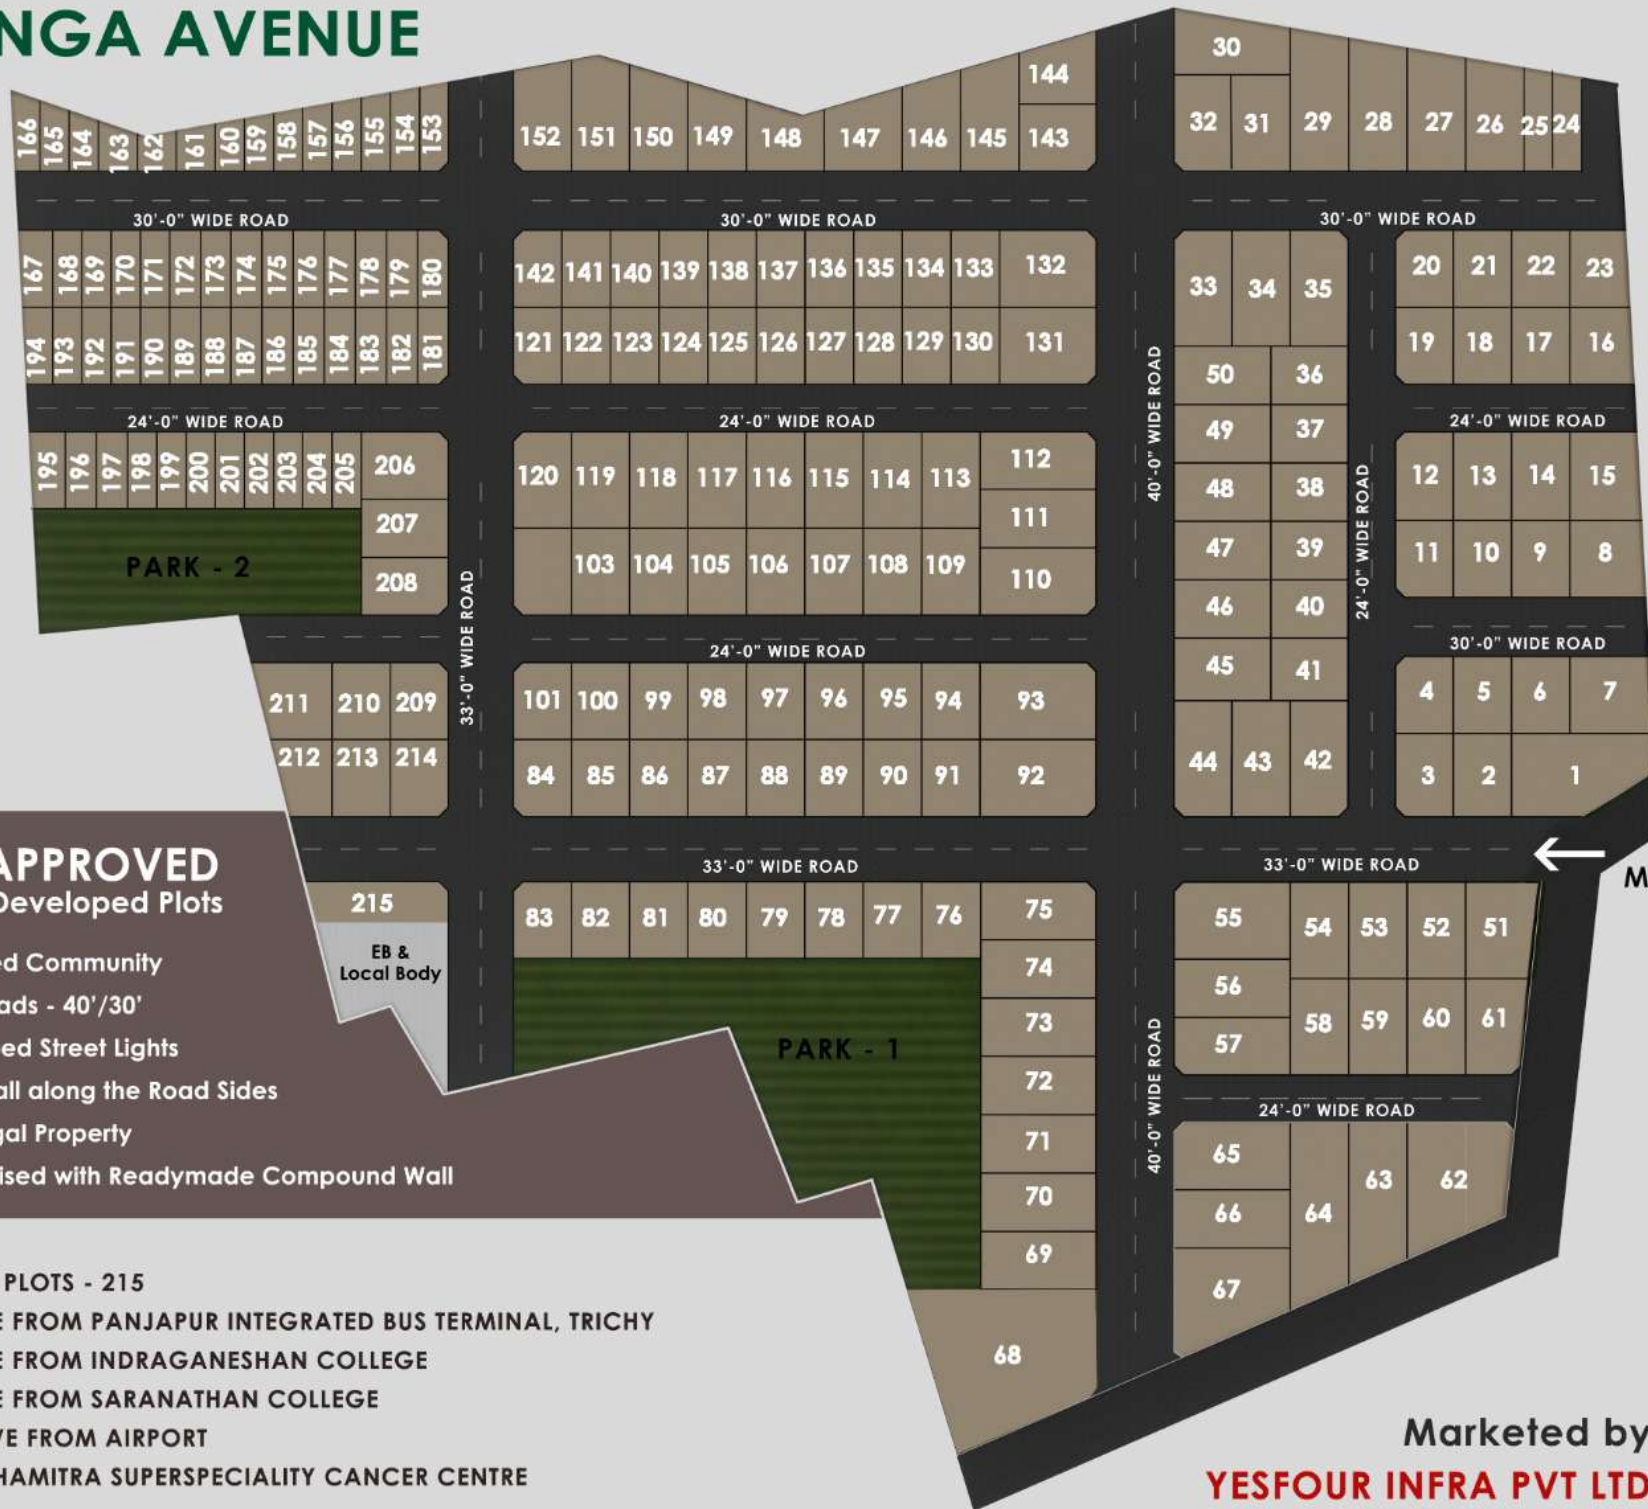 NGA AVENUE
30
144
166 165 164 163 162 161 160 159 158 157 156 155 154 153
152 151 150 149 148 147 146 145 143
32 31 29 28 27 26 25 24
30'-0" WIDE ROAD
30'-0" WIDE ROAD
30'-0" WIDE ROAD
167 168 169 170 171 172 173 174 175 176 177 178 179 180
142 141 140 139 138 137 136 135 134 133 132
33 34 35
20 21 22 23
194 193 192 191 190 189 188 187 186 185 184 183 182 181
121 122 123 124 125 126 127 128 129 130 131
19 18 17 16
50 36
40'-0" WIDE ROAD
24'-0" WIDE ROAD
24'-0" WIDE ROAD
24'-0" WIDE ROAD
49 37
195 196 197 198 199 200 201 202 203 204 205 206
120 119 118 117 116 115 114 113 112
48 38
12 13 14 15
207
111
24'-0" WIDE ROAD
47 39
11 10 9 8
PARK - 2
208
103 104 105 106 107 108 109 110
46 40
33'-0" WIDE ROAD
24'-0" WIDE ROAD
30'-0" WIDE ROAD
45 41
211 210 209
101 100 99 98 97 96 95 94 93
4 5 6 7
212 213 214
84 85 86 87 88 89 90 91 92
44 43 42
3 2 1
33'-0" WIDE ROAD
33'-0" WIDE ROAD
M
APPROVED
Developed Plots
215
EB &
Local Body
83 82 81 80 79 78 77 76 75
55 54 53 52 51
74
56
73
57 58 59 60 61
PARK - 1
72
40'-0" WIDE ROAD
24'-0" WIDE ROAD
71
65
63 62
70
66 64
69
67
68
ed Community
ads - 40'/30'
ed Street Lights
all along the Road Sides
gal Property
ised with Readymade Compound Wall
PLOTS - 215
E FROM PANJAPUR INTEGRATED BUS TERMINAL, TRICHY
E FROM INDRAGANESHAN COLLEGE
E FROM SARANATHAN COLLEGE
VE FROM AIRPORT
HAMITRA SUPERSPECIALITY CANCER CENTRE
Marketed by
YESFOUR INFRA PVT LTD